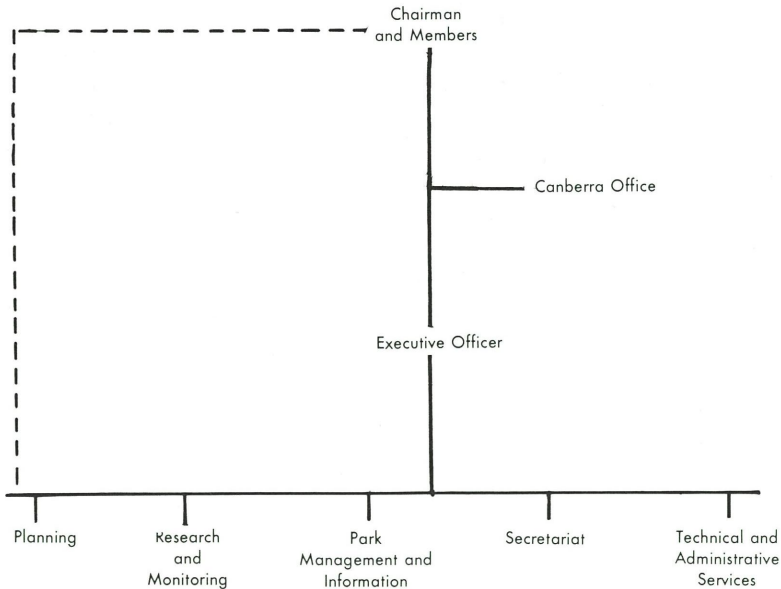 Chairman
and Members
Canberra Office
Executive Officer
Planning
Research
and
Monitoring
Park
Management and
Information
Secretariat
Technical and
Administrative
Services